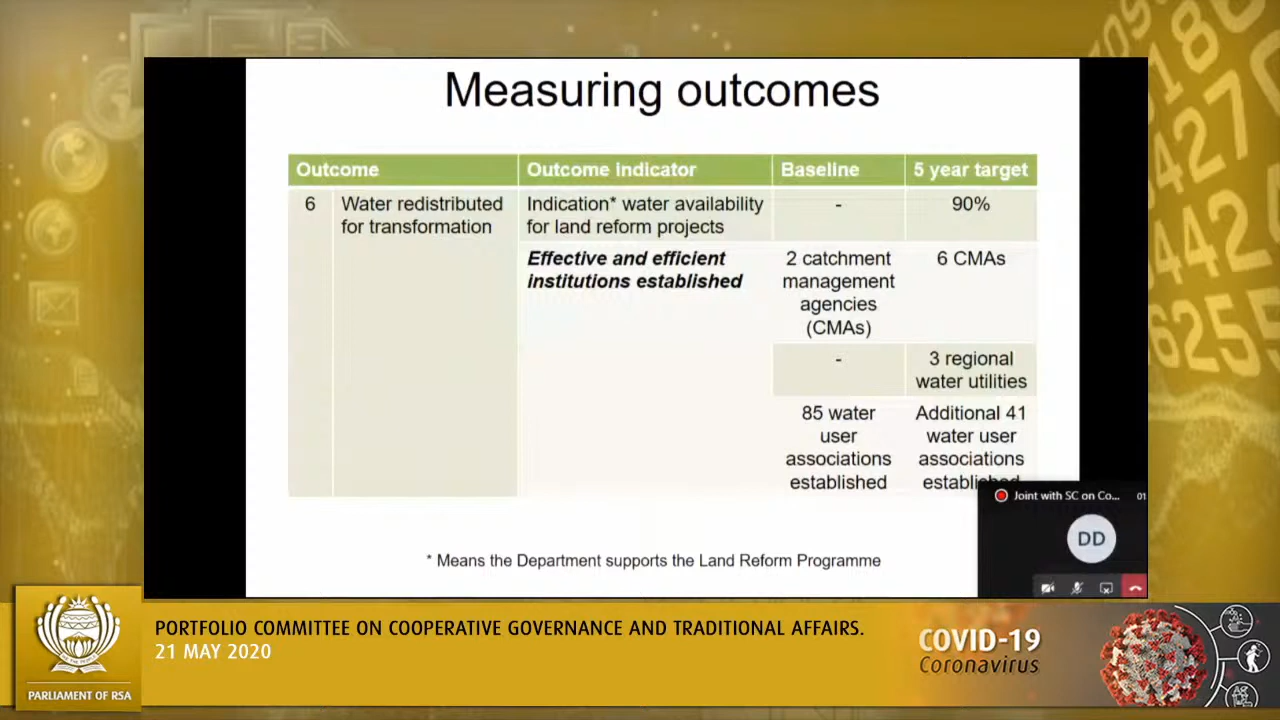 Measuring outcomes
Outcome
Outcome indicator
Baseline
5 year target
6
Water redistributed
for transformation
Indication* water availability
for land reform projects
-
90%
Effective and efficient
institutions established
2 catchment
management
agencies
(CMAs)
6 CMAs
-
3 regional
water utilities
85 water
user
associations
established
Additional 41
water user
associations
established
* Means the Department supports the Land Reform Programme
Joint with SC on Co...
01
DD
PARLIAMENT OF RSA
PORTFOLIO COMMITTEE ON COOPERATIVE GOVERNANCE AND TRADITIONAL AFFAIRS.
21 MAY 2020
COVID-19
Coronavirus